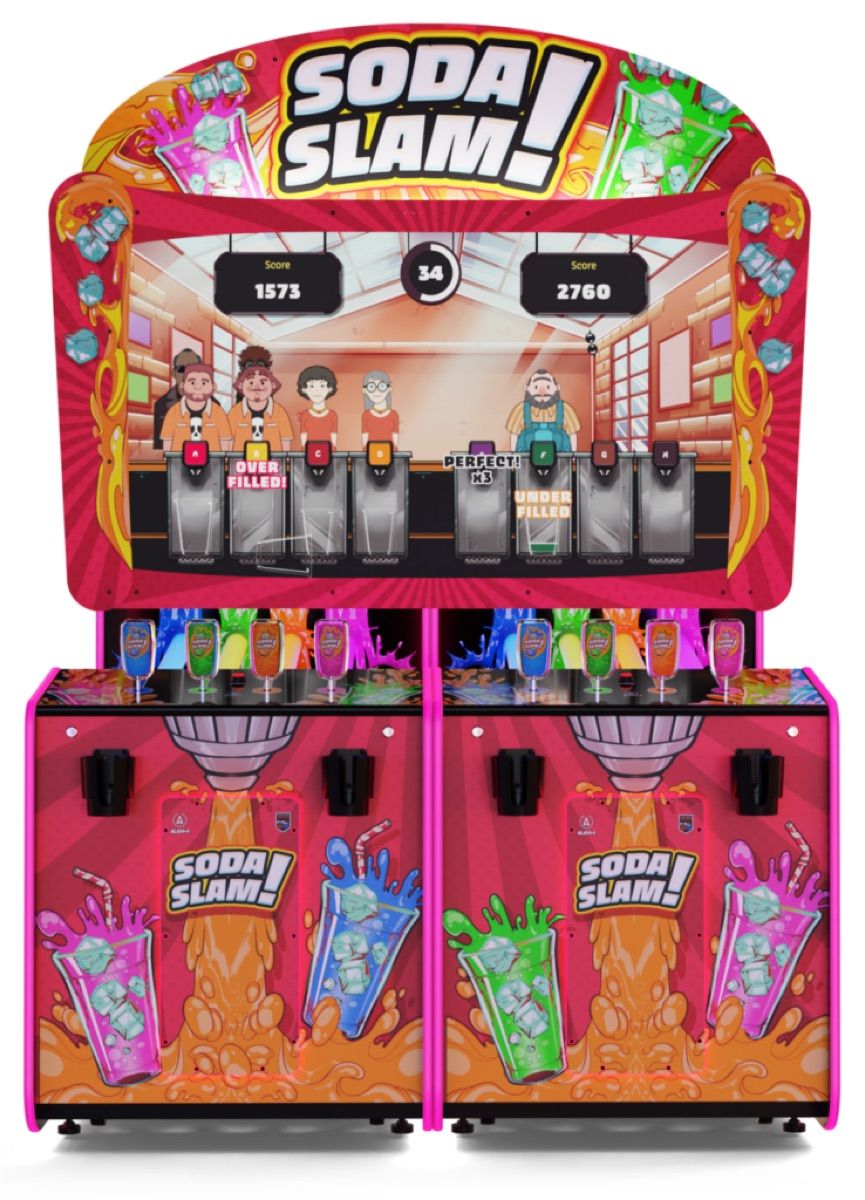 SODA
SLAM!
Score
1573
34
Score
2760
A
B
C
D
F
G
H
OVER
FILLED!
PERFECT!
x3
UNDER
FILLED
SODA
SLAM!
SODA
SLAM!